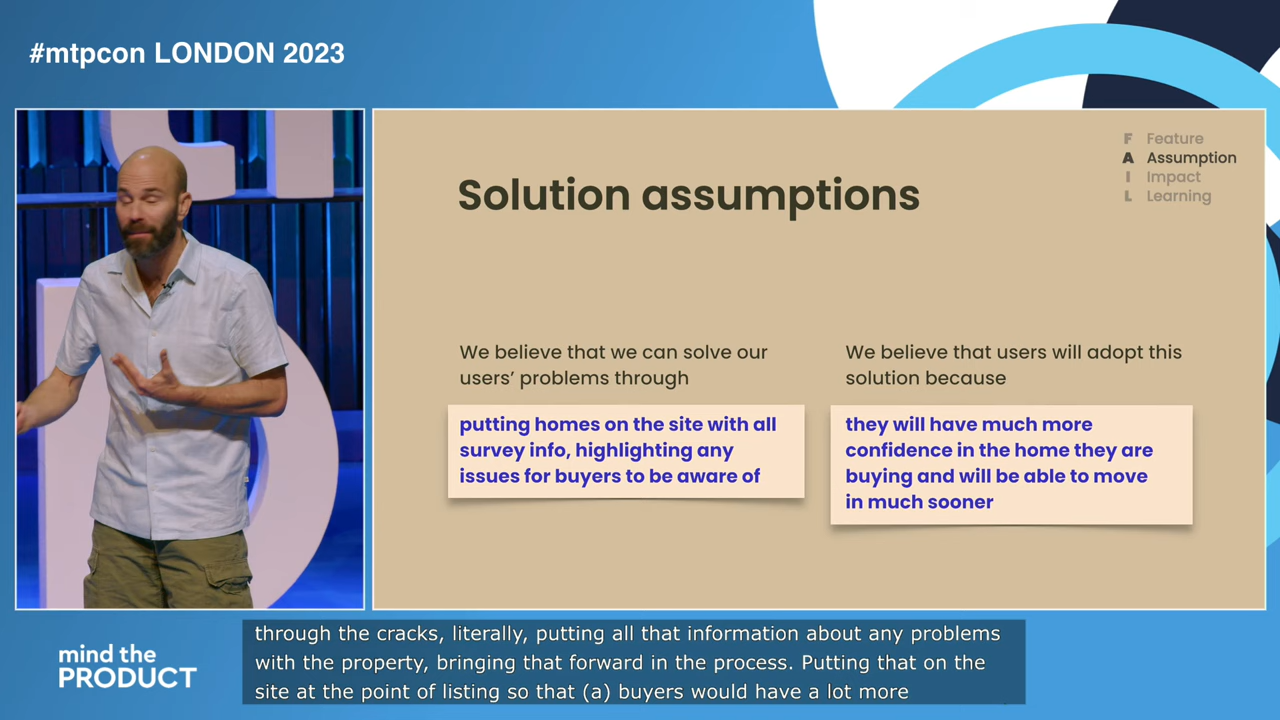 #mtpcon LONDON 2023
F Feature
A Assumption
I Impact
L Learning
Solution assumptions
We believe that we can solve our
users’ problems through
putting homes on the site with all
survey info, highlighting any
issues for buyers to be aware of
We believe that users will adopt this
solution because
they will have much more
confidence in the home they are
buying and will be able to move
in much sooner
mind the
PRODUCT
through the cracks, literally, putting all that information about any problems
with the property, bringing that forward in the process. Putting that on the
site at the point of listing so that (a) buyers would have a lot more